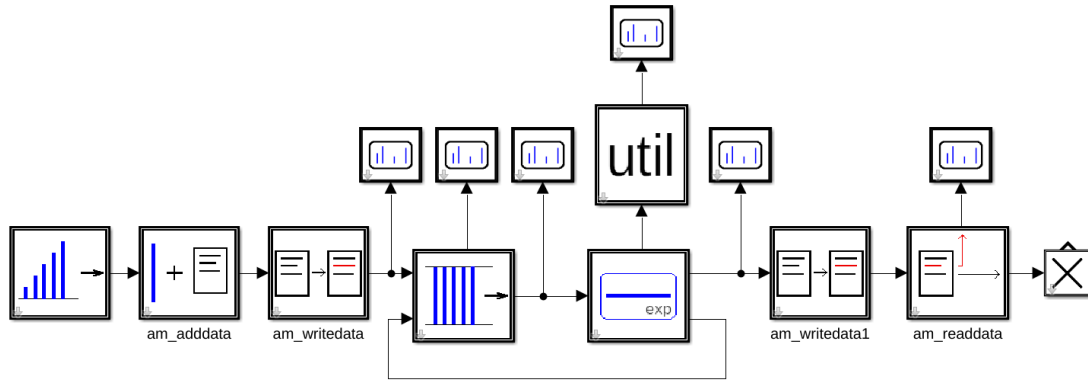 util
exp
am_adddata
am_writedata
am_writedata1
am_readdata